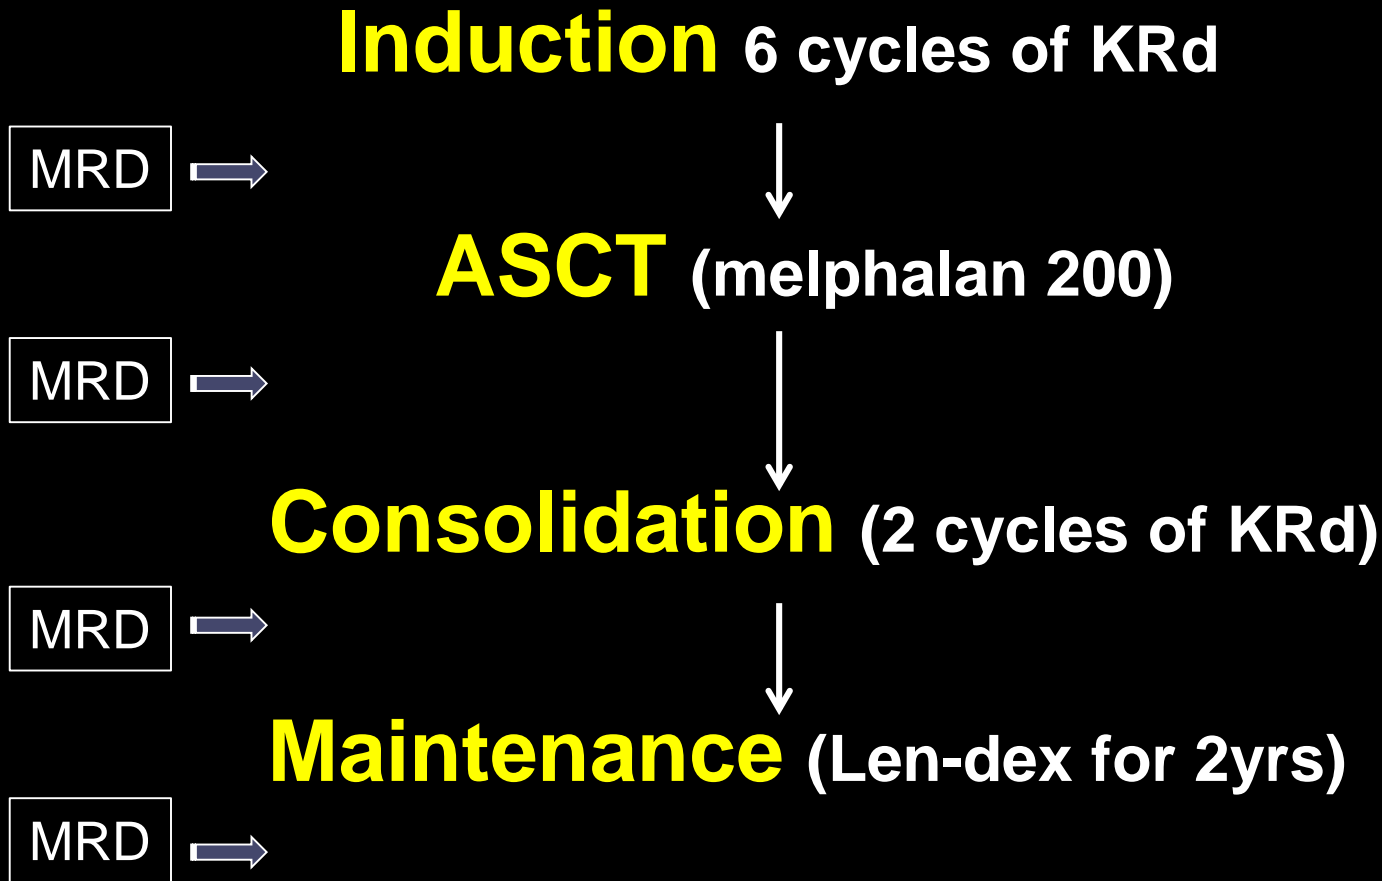 Induction 6 cycles of KRd
MRD
ASCT (melphalan 200)
MRD
Consolidation (2 cycles of KRd)
MRD
Maintenance (Len-dex for 2yrs)
MRD